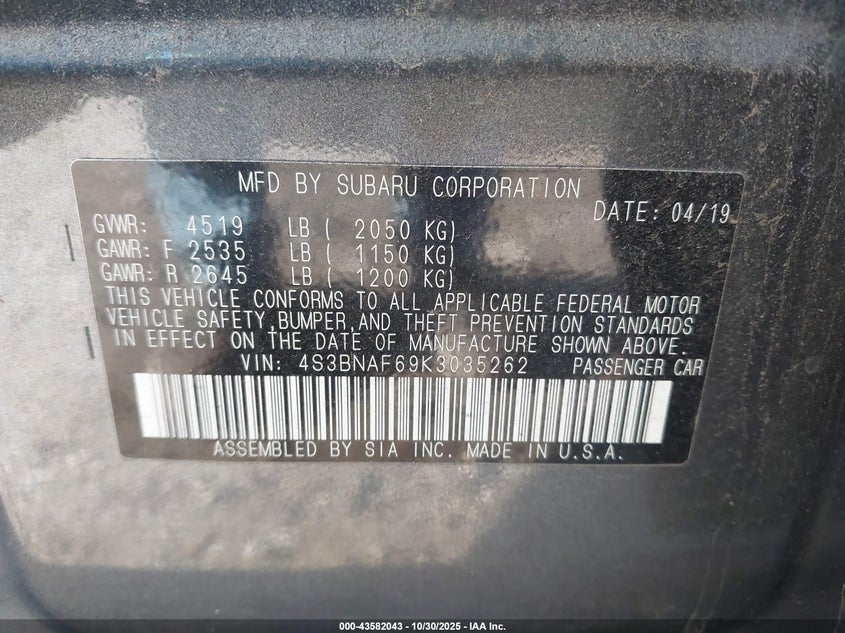 MFD BY SUBARU CORPORATION
DATE: 04/19
GVWR: 4519 LB ( 2050 KG)
GAWR: F 2535 LB ( 1150 KG)
GAWR: R 2645 LB ( 1200 KG)
THIS VEHICLE CONFORMS TO ALL APPLICABLE FEDERAL MOTOR
VEHICLE SAFETY,BUMPER,AND THEFT PREVENTION STANDARDS
IN EFFECT ON THE DATE OF MANUFACTURE SHOWN ABOVE.
VIN: 4S3BNAF69K3035262 PASSENGER CAR
ASSEMBLED BY SIA INC. MADE IN U.S.A.
000-43582043 - 10/30/2025 - IAA Inc.